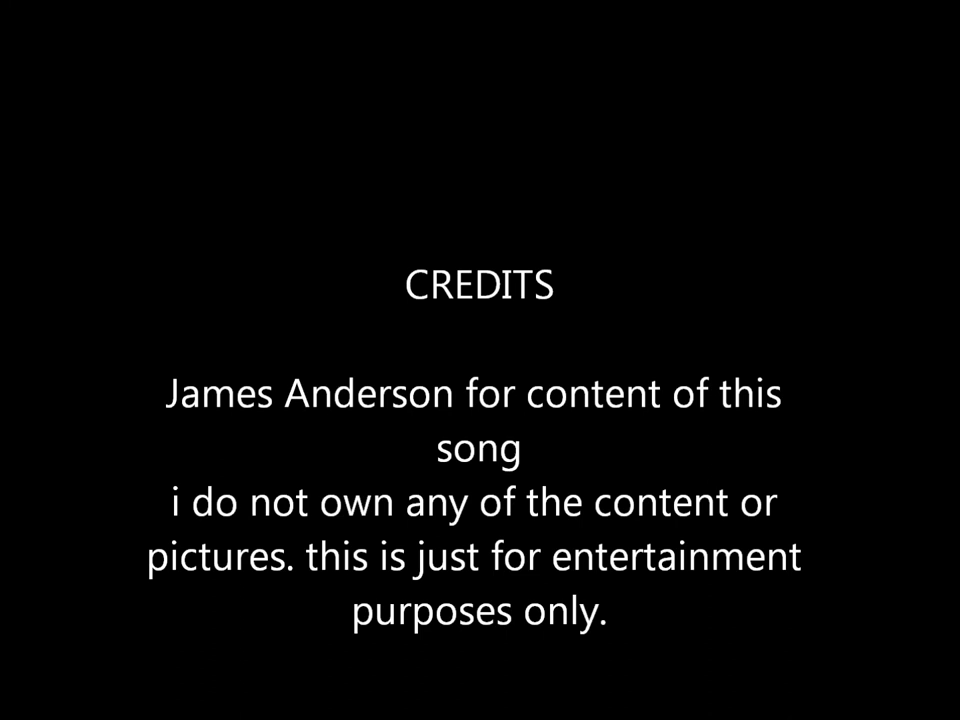 CREDITS
James Anderson for content of this
song
i do not own any of the content or
pictures. this is just for entertainment
purposes only.